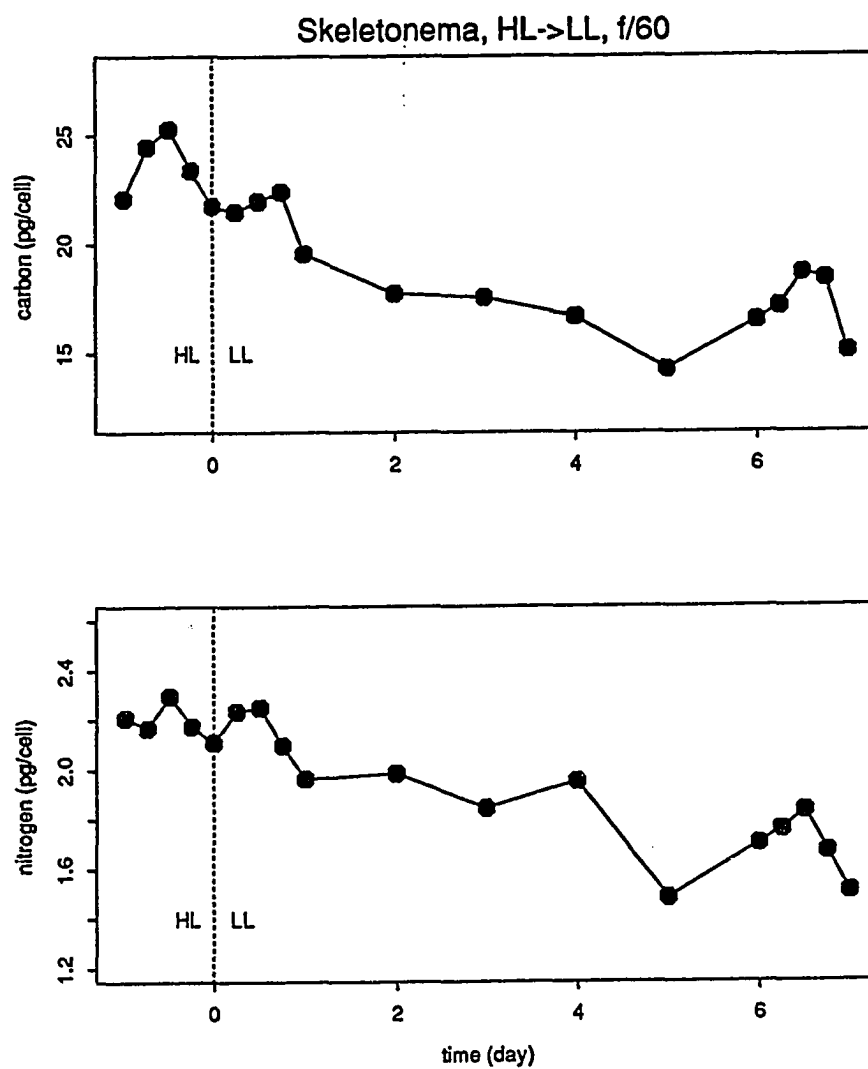 Skeletonema, HL->LL, f/60
carbon (pg/cell)
25
20
15
HL LL
0 2 4 6
nitrogen (pg/cell)
2.4
2.0
1.6
1.2
HL LL
0 2 4 6
time (day)